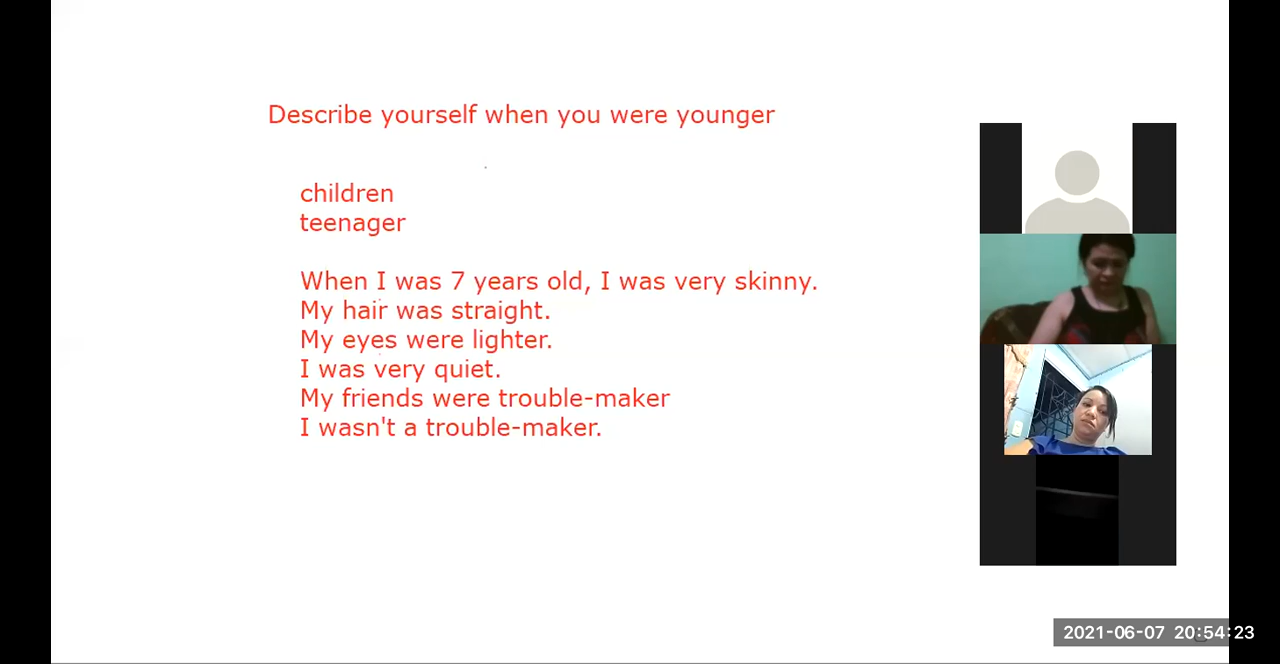 Describe yourself when you were younger
children
teenager
When I was 7 years old, I was very skinny.
My hair was straight.
My eyes were lighter.
I was very quiet.
My friends were trouble-maker
I wasn't a trouble-maker.
2021-06-07 20:54:23